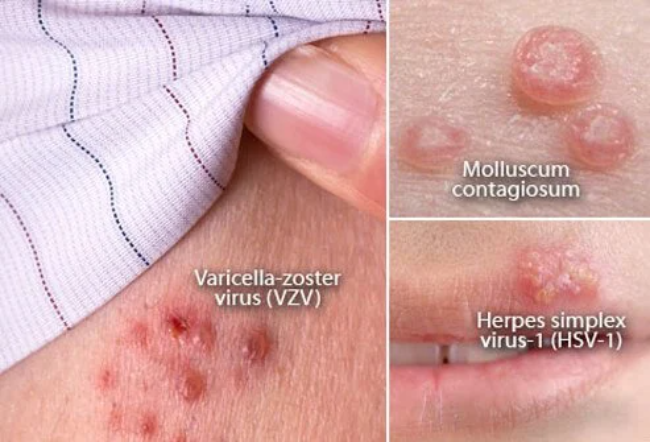 Varicella-zoster
virus (VZV)
Molluscum
contagiosum
Herpes simplex
virus-1 (HSV-1)